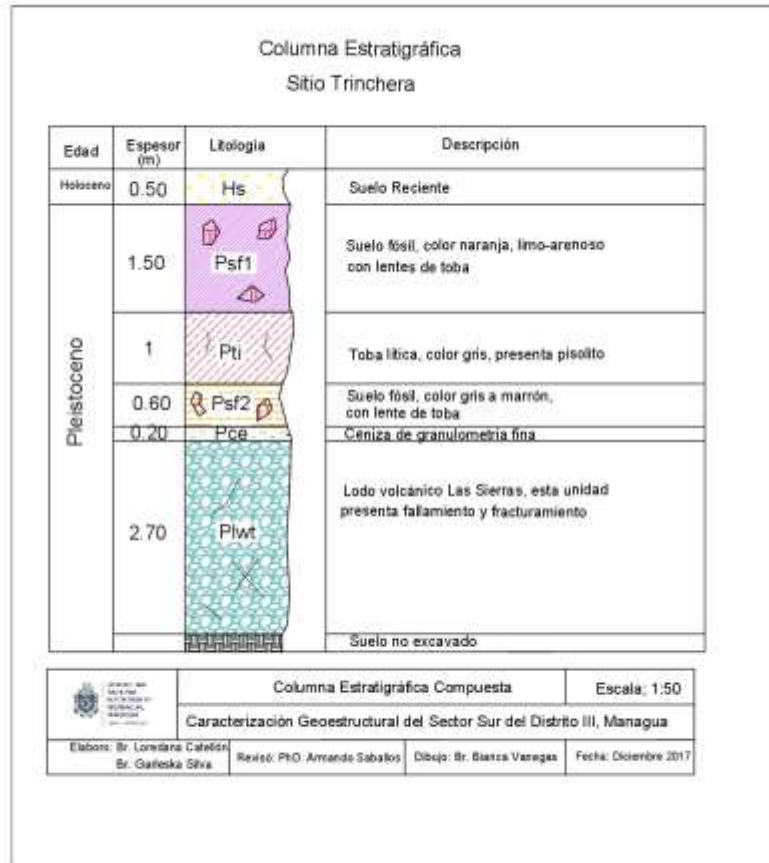 Columna Estratigráfica
Sitio Trinchera
Edad
Espesor
(m)
Litología
Descripción
Holoceno
0.50
Hs
Suelo Reciente
Pleistoceno
1.50
Psf1
Suelo fósil, color naranja, limo-arenoso
con lentes de toba
1
Pti
Toba lítica, color gris, presenta pisolito
0.60
Psf2
Suelo fósil, color gris a marrón,
con lente de toba
0.20
Pce
Ceniza de granulometría fina
2.70
Plwt
Lodo volcánico Las Sierras, esta unidad
presenta fallamiento y fracturamiento
Suelo no excavado
Columna Estratigráfica Compuesta
Escala; 1:50
Caracterización Geoestructural del Sector Sur del Distrito III, Managua
Elaboro: Br. Loredana Catellón
Br. Garleska Silva
Revisó: PhO. Armando Saballos
Dibujo: Br. Bianca Vanegas
Fecha: Diciembre 2017